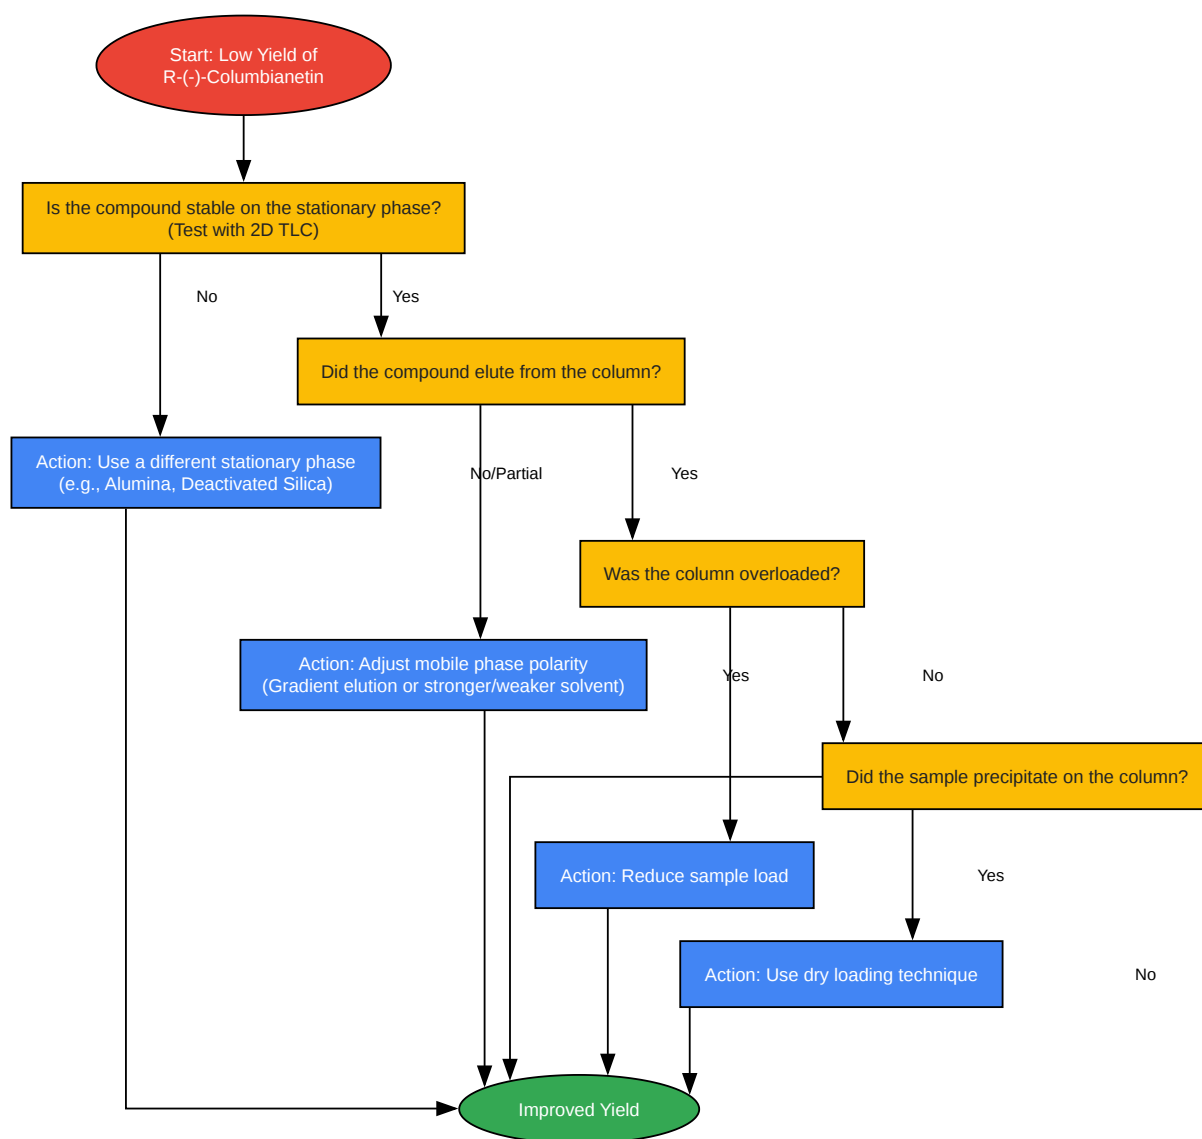 Start: Low Yield of
R-(-)-Columbianetin
Is the compound stable on the stationary phase?
(Test with 2D TLC)
No
Yes
Did the compound elute from the column?
Action: Use a different stationary phase
(e.g., Alumina, Deactivated Silica)
No/Partial
Yes
Was the column overloaded?
Action: Adjust mobile phase polarity
(Gradient elution or stronger/weaker solvent)
Yes
No
Did the sample precipitate on the column?
Action: Reduce sample load
Yes
Action: Use dry loading technique
No
Improved Yield